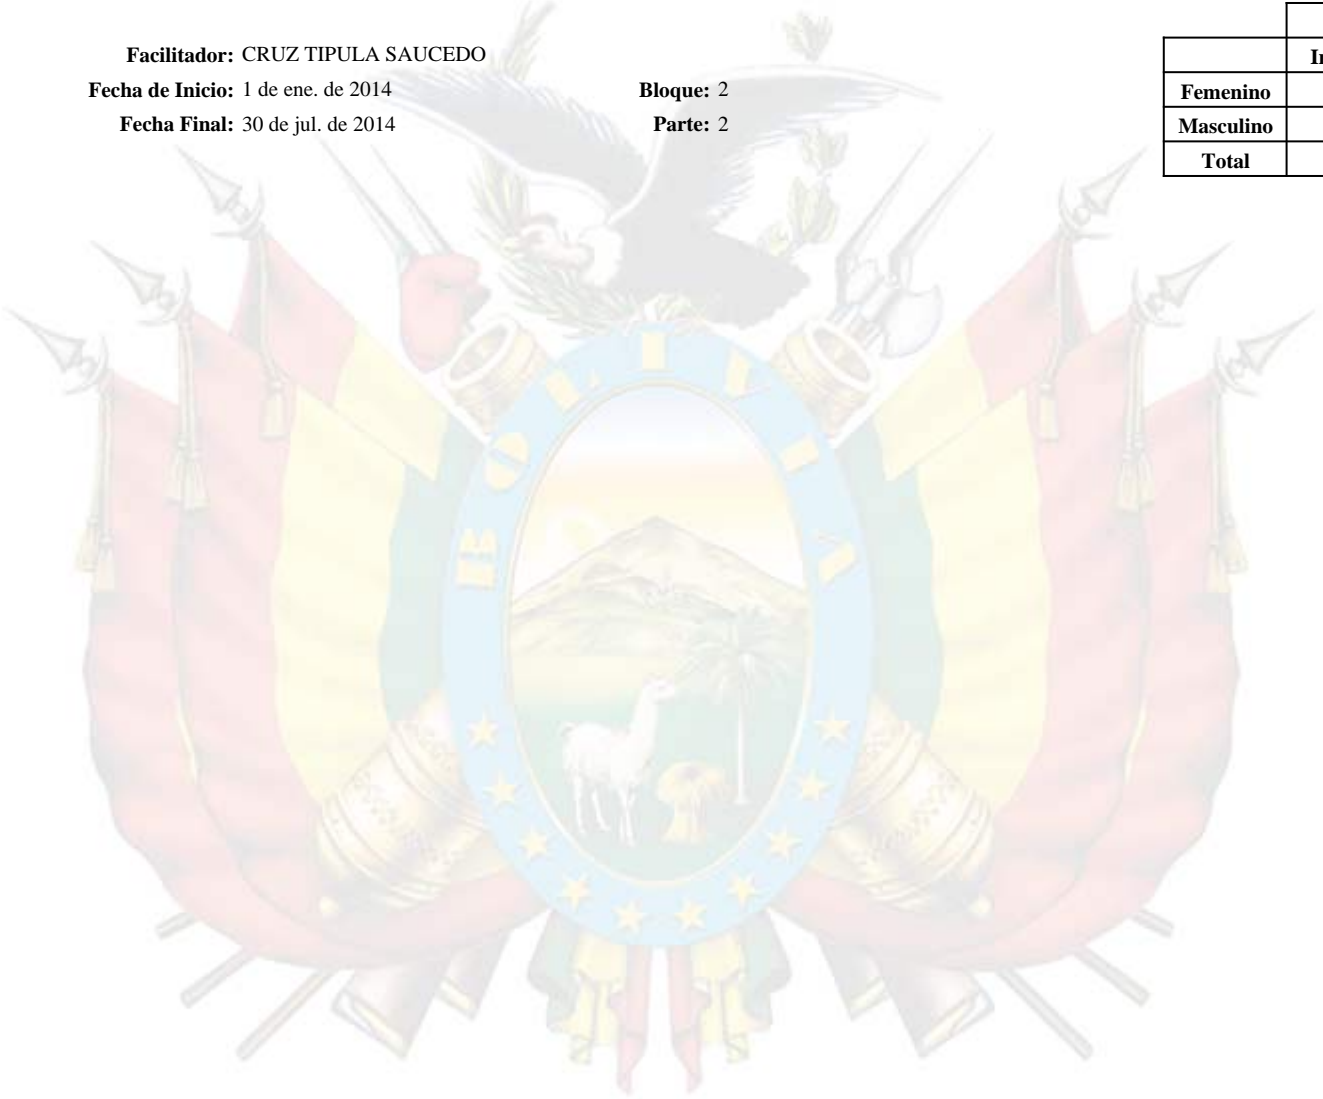 Facilitador: CRUZ TIPULA SAUCEDO
Fecha de Inicio: 1 de ene. de 2014 Bloque: 2
Fecha Final: 30 de jul. de 2014 Parte: 2
Femenino
Masculino
Total
BOLIVIA